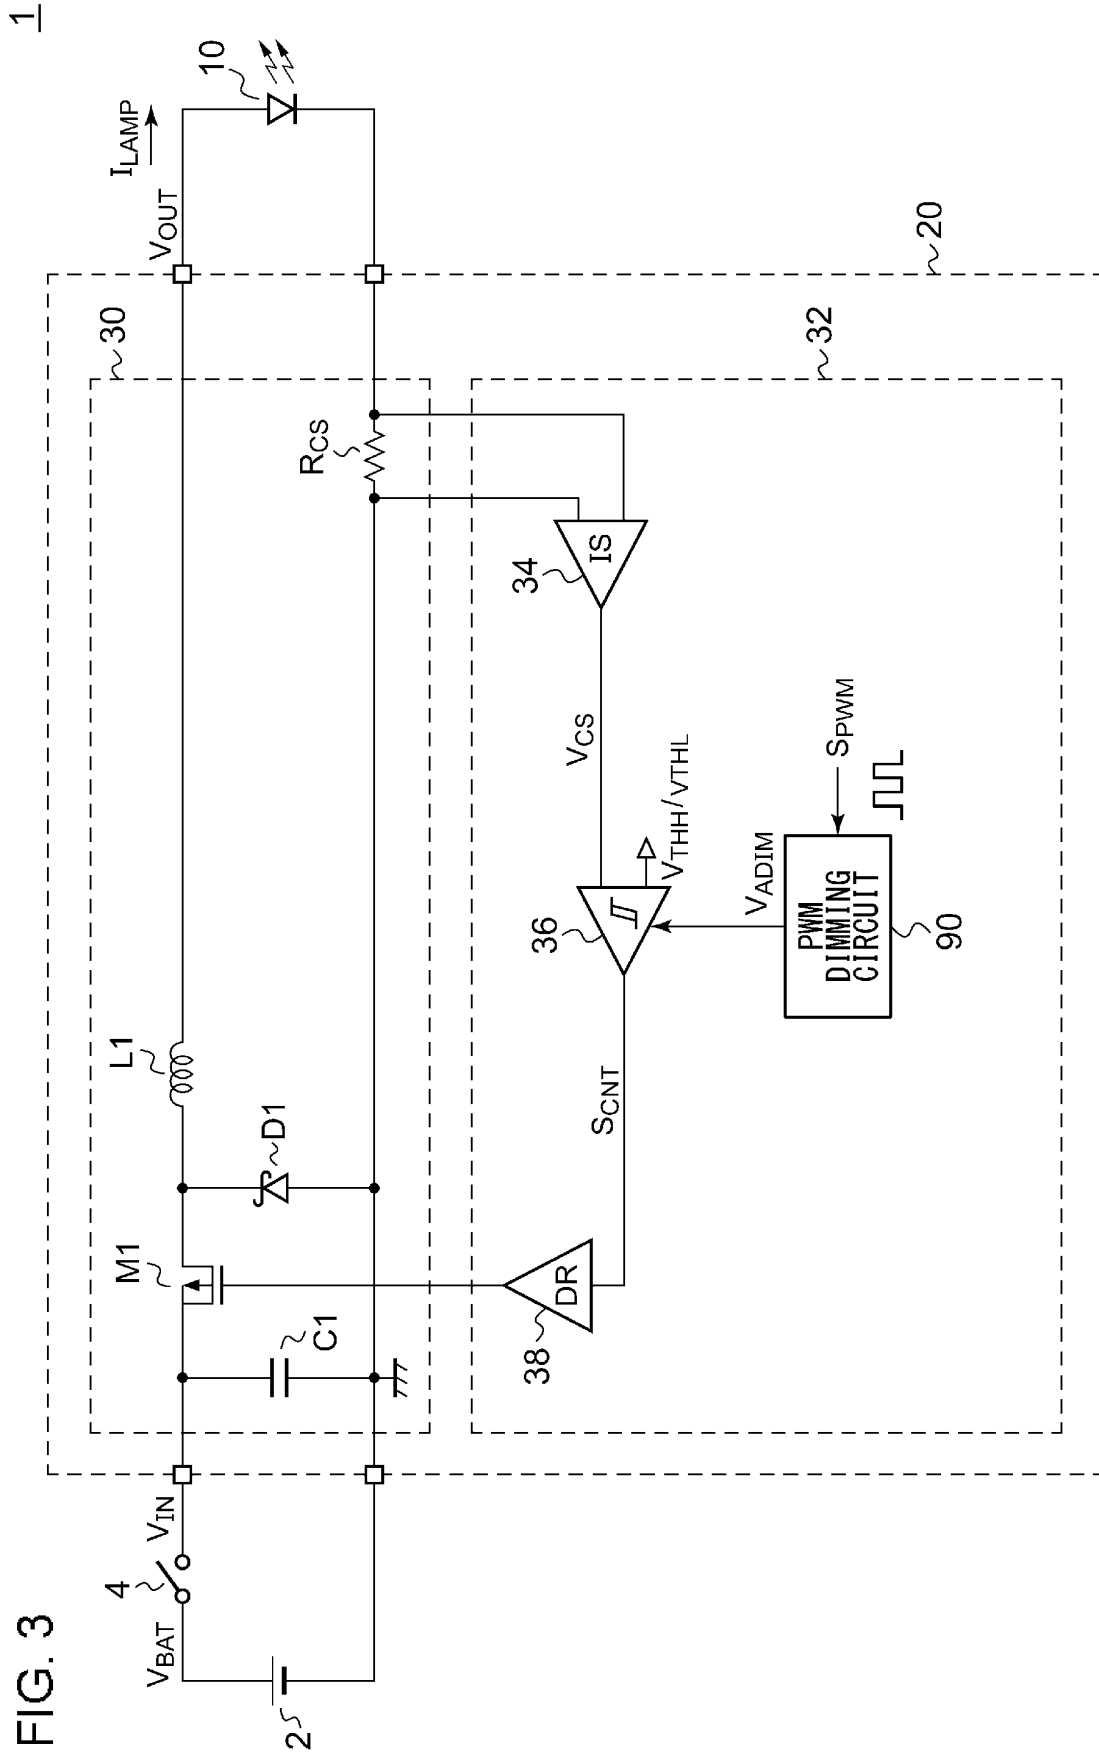 FIG. 3
1
2
VBAT
4
VIN
30
C1
M1
D1
L1
RCS
VOUT
ILAMP
10
20
32
38
DR
SCNT
36
VTHH/VTHL
VCS
34
IS
VADIM
PWM
DIMMING
CIRCUIT
90
SPWM